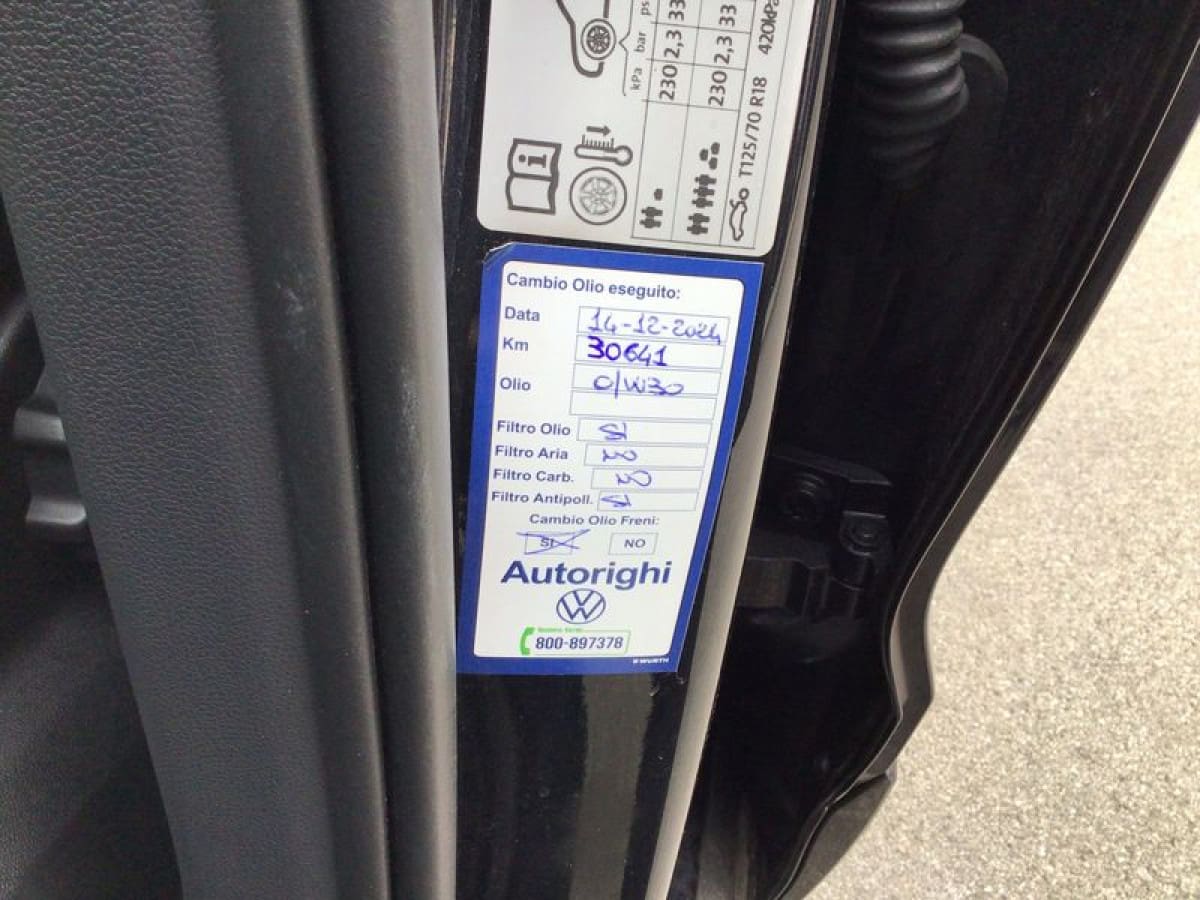 kPa bar ps
230 2,3 33
230 2,3 33
T125/70 R18 420kPa
Cambio Olio eseguito:
Data 14-12-2024
Km 30641
Olio 0/W30
Filtro Olio SI
Filtro Aria NO
Filtro Carb. NO
Filtro Antipoll. SI
Cambio Olio Freni:
SI NO
Autorighi
800-897378
WÜRTH